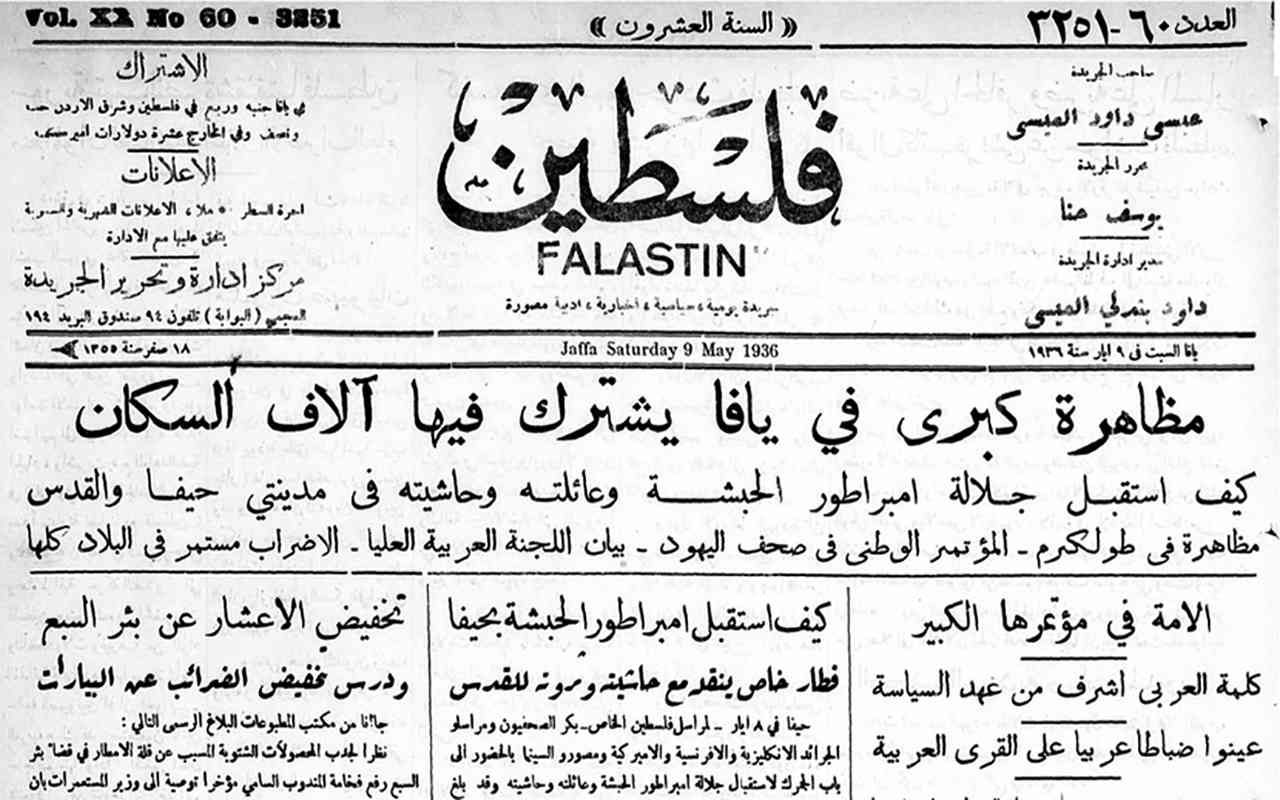 Vol. XX No 60 - 3251
« السنة العشرون »
العدد ٦٠-٣٢٥١
صاحب الجريدة
عيسى داود العيسى
محرر الجريدة
يوسف حنا
مدير ادارة الجريدة
داود بندلي العيسى
فلسطين
FALASTIN
جريدة يومية، سياسية، اخبارية، ادبية مصورة
الاشتراك
في يافا جنيه وربع في فلسطين وشرق الاردن جنيه
ونصف وفي الخارج عشرة دولارات اميركية
الاعلانات
اجرة السطر ٥٠ ملا، الاعلانات الشهرية والسنوية
يتفق عليها مع الادارة
مركز ادارة وتحرير الجريدة
العجمي (البوابة) تلفون ٩٤ صندوق البريد ١٩٤
يافا السبت في ٩ ايار سنة ١٩٣٦
Jaffa Saturday 9 May 1936
١٨ صفر سنة ١٣٥٥
مظاهرة كبرى في يافا يشترك فيها آلاف السكان
كيف استقبل جلالة امبراطور الحبشة وعائلته وحاشيته في مدينتي حيفا والقدس
مظاهرة في طولكرم - المؤتمر الوطني في صحف اليهود - بيان اللجنة العربية العليا - الاضراب مستمر في البلاد كلها
الامة في مؤتمرها الكبير
كلمة العربي اشرف من عهد السياسة
عينوا ضباطا عربيا على القرى العربية
كيف استقبل امبراطور الحبشة بحيفا
قطار خاص ينقله مع حاشيته وثروته للقدس
حيفا في ٨ ايار - لمراسل فلسطين الخاص - بكر الصحفيون ومراسلو
الجرائد الانكليزية والافرنسية والاميركية ومصورو السينما بالحضور الى
باب الجمرك لاستقبال جلالة امبراطور الحبشة وعائلته وحاشيته وقد بلغ
تخفيض الاعشار عن بئر السبع
ودرس تخفيض الضرائب عن البيارات
جاءنا من مكتب المطبوعات البلاغ الرسمي التالي:
نظرا لجدب المحصولات الشتوية المسبب عن قلة الامطار في قضاء بئر
السبع رفع فخامة المندوب السامي مؤخرا توصية الى وزير المستعمرات بان